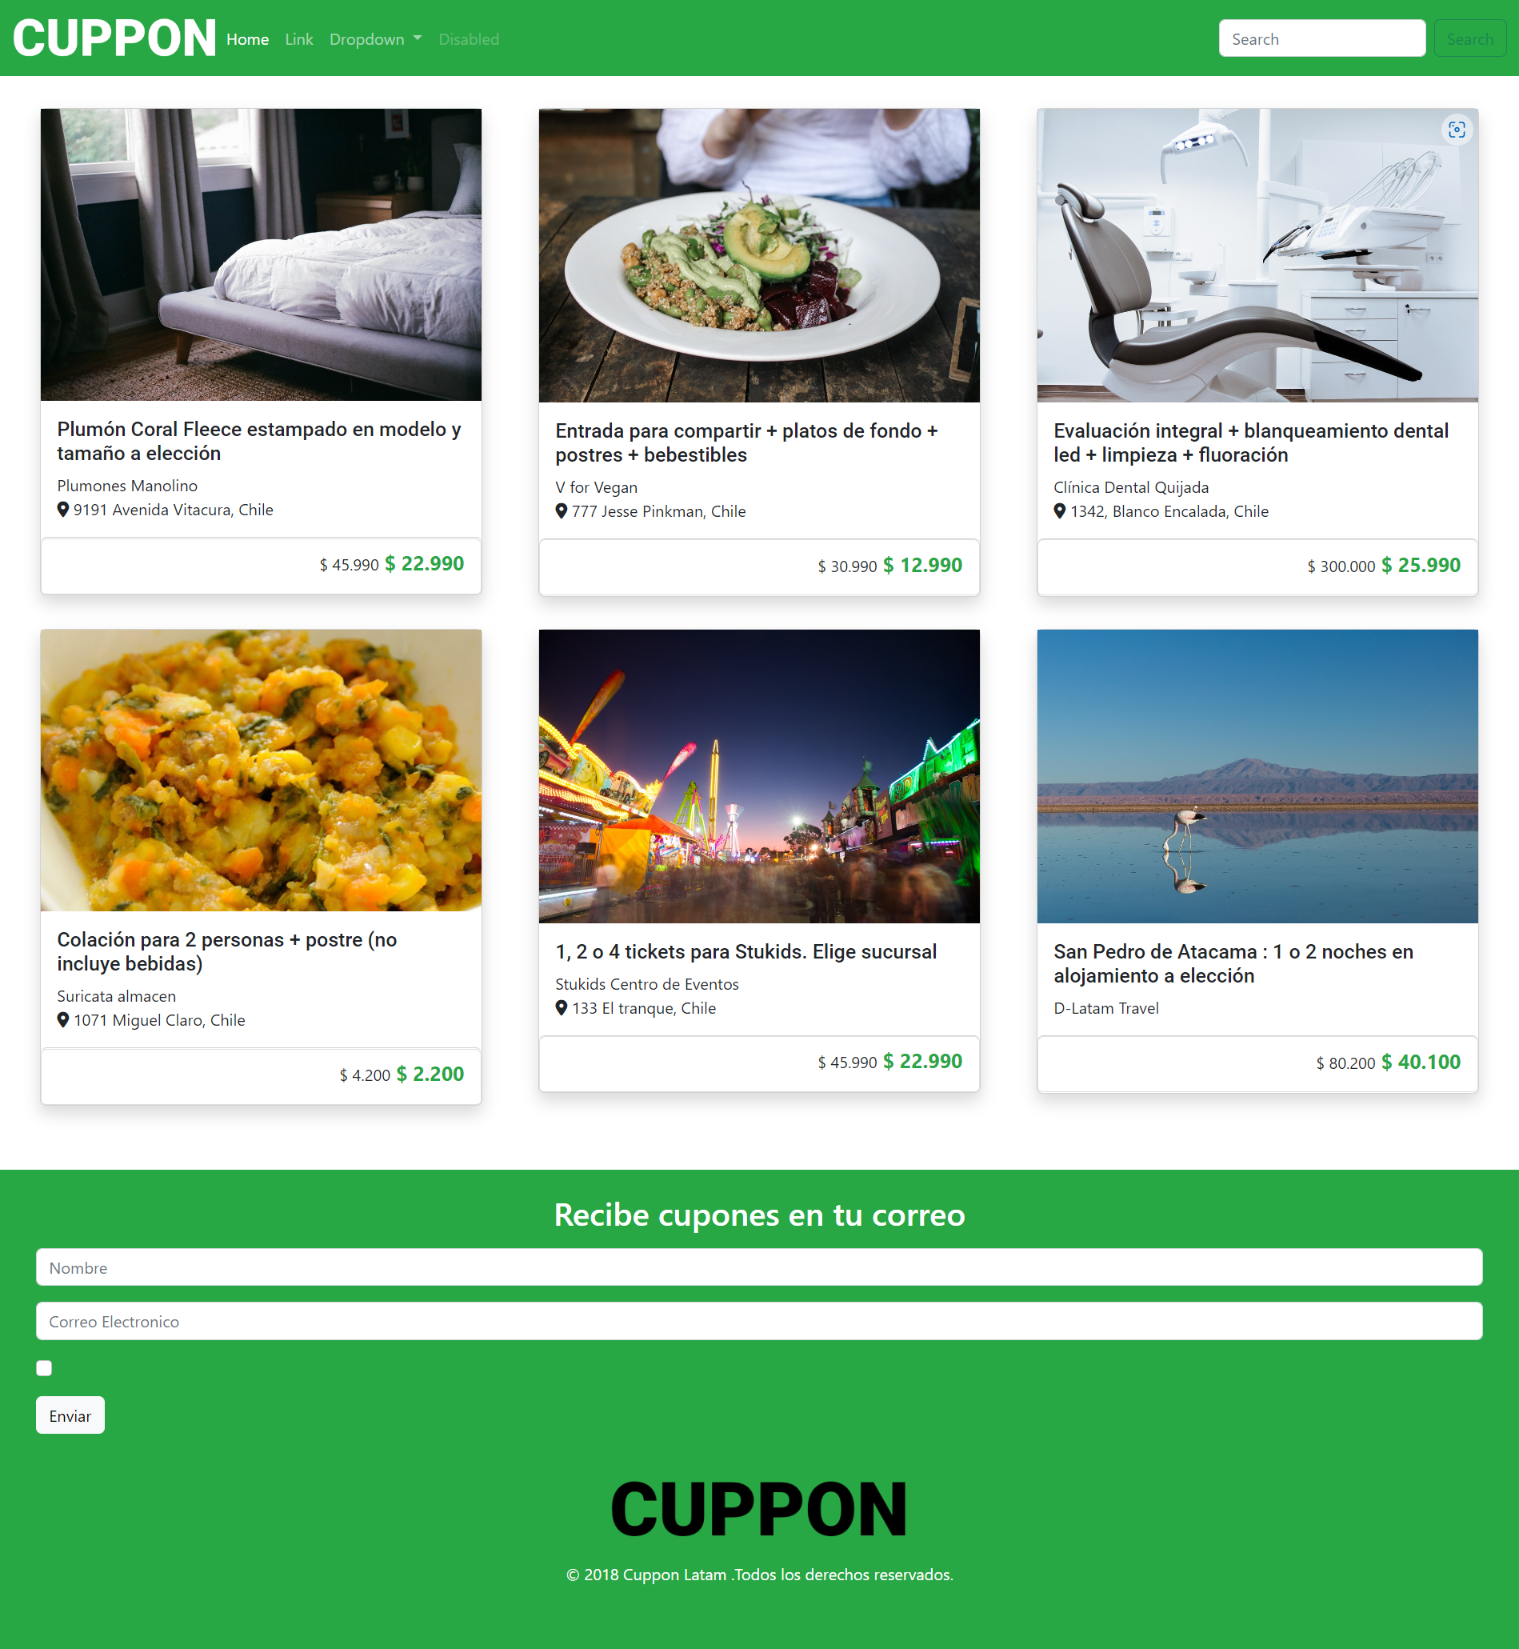 CUPPON Home Link Dropdown Disabled Search Search
Plumón Coral Fleece estampado en modelo y
tamaño a elección
Plumones Manolino
9191 Avenida Vitacura, Chile
$ 45.990 $ 22.990
Entrada para compartir + platos de fondo +
postres + bebestibles
V for Vegan
777 Jesse Pinkman, Chile
$ 30.990 $ 12.990
Evaluación integral + blanqueamiento dental
led + limpieza + fluoración
Clínica Dental Quijada
1342, Blanco Encalada, Chile
$ 300.000 $ 25.990
Colación para 2 personas + postre (no
incluye bebidas)
Suricata almacen
1071 Miguel Claro, Chile
$ 4.200 $ 2.200
1, 2 o 4 tickets para Stukids. Elige sucursal
Stukids Centro de Eventos
133 El tranque, Chile
$ 45.990 $ 22.990
San Pedro de Atacama : 1 o 2 noches en
alojamiento a elección
D-Latam Travel
$ 80.200 $ 40.100
Recibe cupones en tu correo
Nombre
Correo Electronico
Enviar
CUPPON
© 2018 Cuppon Latam .Todos los derechos reservados.